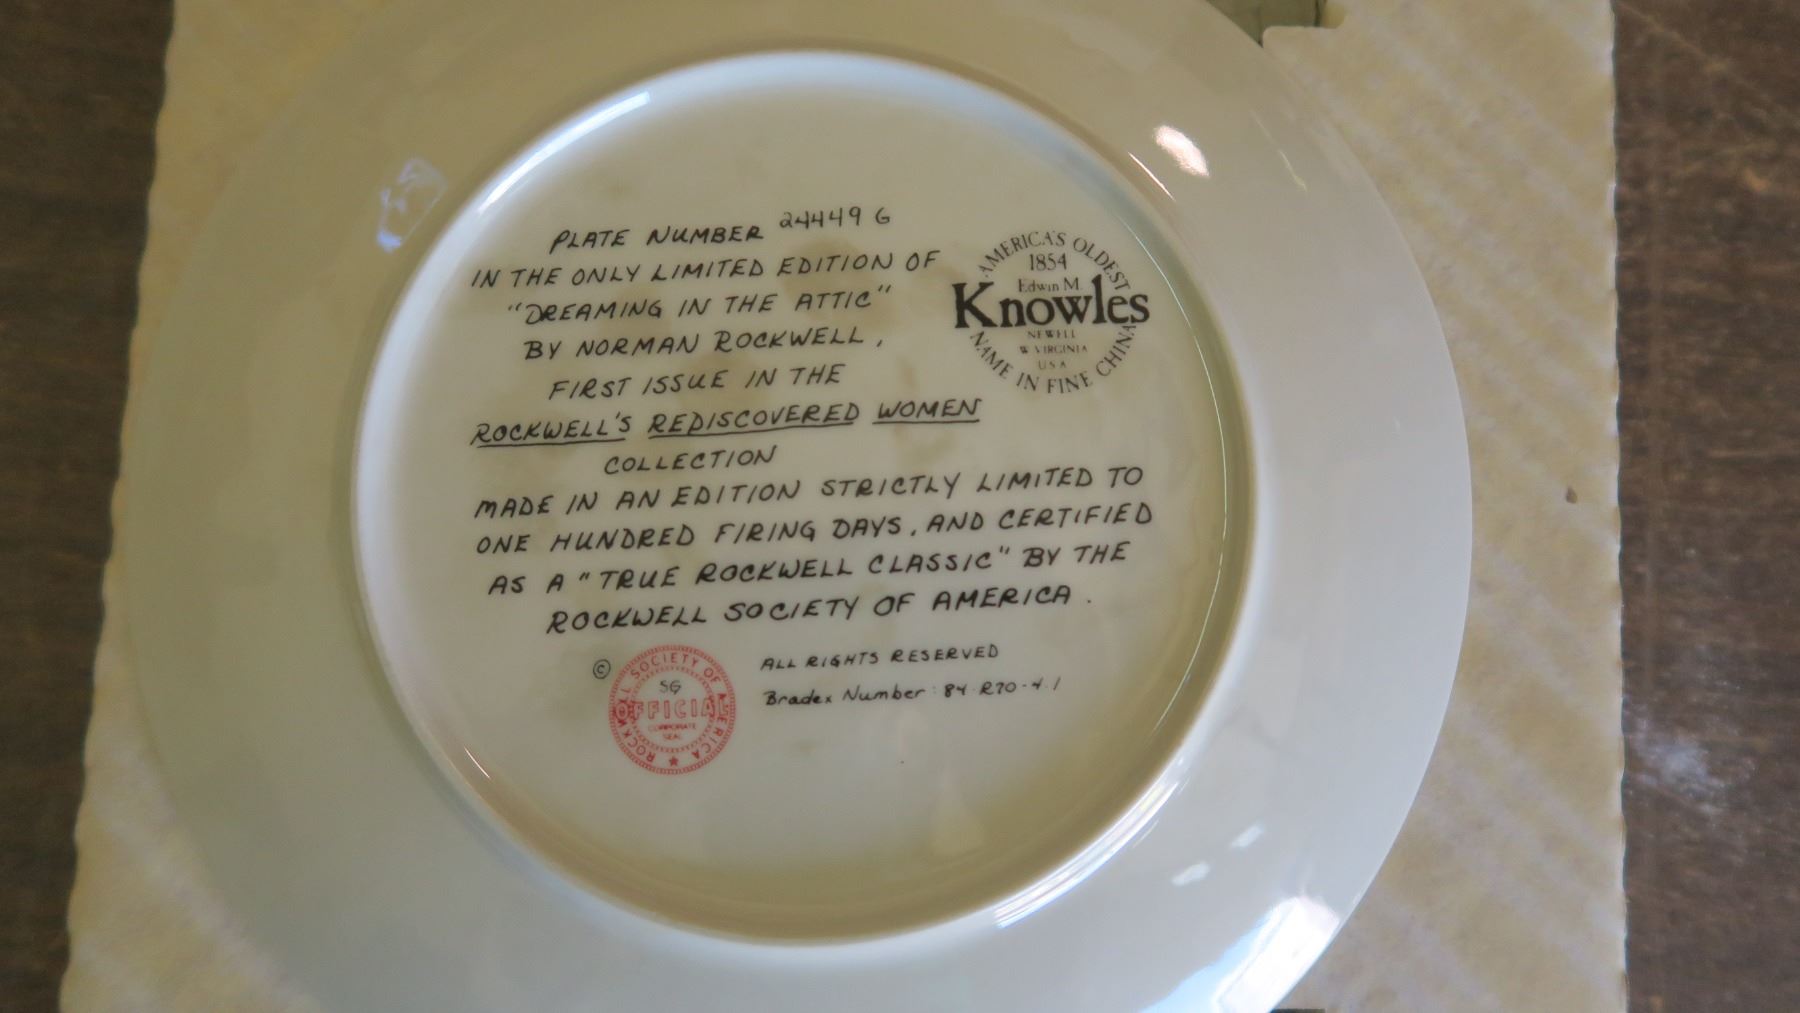 PLATE NUMBER 24449 G
IN THE ONLY LIMITED EDITION OF
"DREAMING IN THE ATTIC"
BY NORMAN ROCKWELL,
FIRST ISSUE IN THE
ROCKWELL'S REDISCOVERED WOMEN
COLLECTION
MADE IN AN EDITION STRICTLY LIMITED TO
ONE HUNDRED FIRING DAYS, AND CERTIFIED
AS A "TRUE ROCKWELL CLASSIC" BY THE
ROCKWELL SOCIETY OF AMERICA.
AMERICA'S OLDEST
1854
Edwin M.
Knowles
NEWELL
W VIRGINIA
USA
NAME IN FINE CHINA
©
ROCKWELL SOCIETY OF AMERICA
SG
OFFICIAL
CORPORATE
SEAL
ALL RIGHTS RESERVED
Bradex Number: 84-R70-4.1